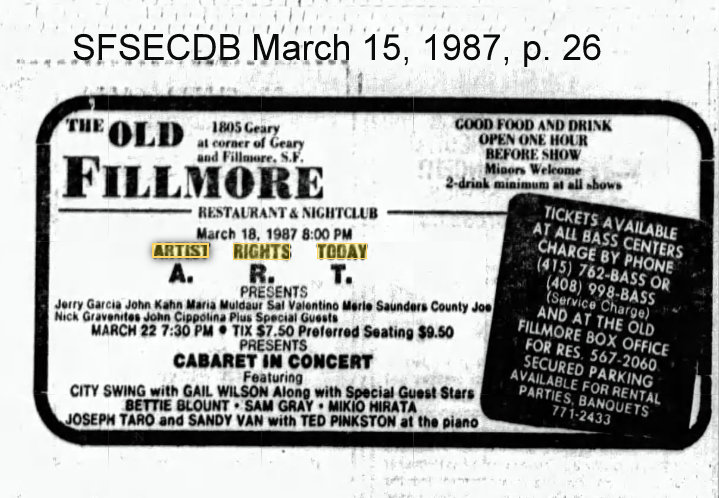 SFSECDB March 15, 1987, p. 26
THE OLD
FILLMORE
1805 Geary
at corner of Geary
and Fillmore, S.F.
RESTAURANT & NIGHTCLUB
GOOD FOOD AND DRINK
OPEN ONE HOUR
BEFORE SHOW
Minors Welcome
2-drink minimum at all shows
March 18, 1987 8:00 PM
ARTIST RIGHTS TODAY
A. R. T.
PRESENTS
Jerry Garcia John Kahn Maria Muldaur Sal Valentino Merle Saunders County Joe
Nick Gravenites John Cippolina Plus Special Guests
MARCH 22 7:30 PM • TIX $7.50 Preferred Seating $9.50
PRESENTS
CABARET IN CONCERT
Featuring
CITY SWING with GAIL WILSON Along with Special Guest Stars
BETTIE BLOUNT • SAM GRAY • MIKIO HIRATA
JOSEPH TARO and SANDY VAN with TED PINKSTON at the piano
TICKETS AVAILABLE
AT ALL BASS CENTERS
CHARGE BY PHONE
(415) 762-BASS OR
(408) 998-BASS
(Service Charge)
AND AT THE OLD
FILLMORE BOX OFFICE
FOR RES. 567-2060
SECURED PARKING
AVAILABLE FOR RENTAL
PARTIES, BANQUETS
771-2433